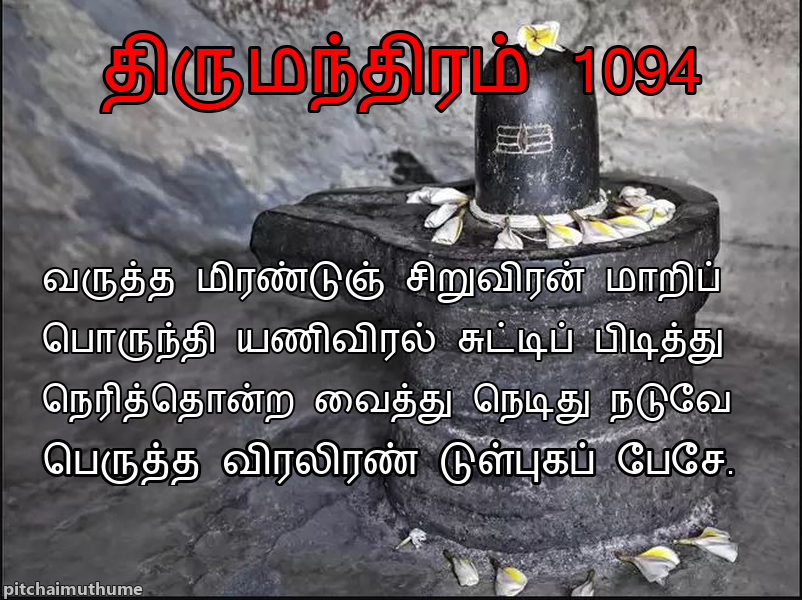 திருமந்திரம் 1094
வருத்த மிரண்டுஞ் சிறுவிரன் மாறிப்
பொருந்தி யணிவிரல் சுட்டிப் பிடித்து
நெரித்தொன்ற வைத்து நெடிது நடுவே
பெருத்த விரலிரண் டுள்புகப் பேசே.
pitchaimuthume